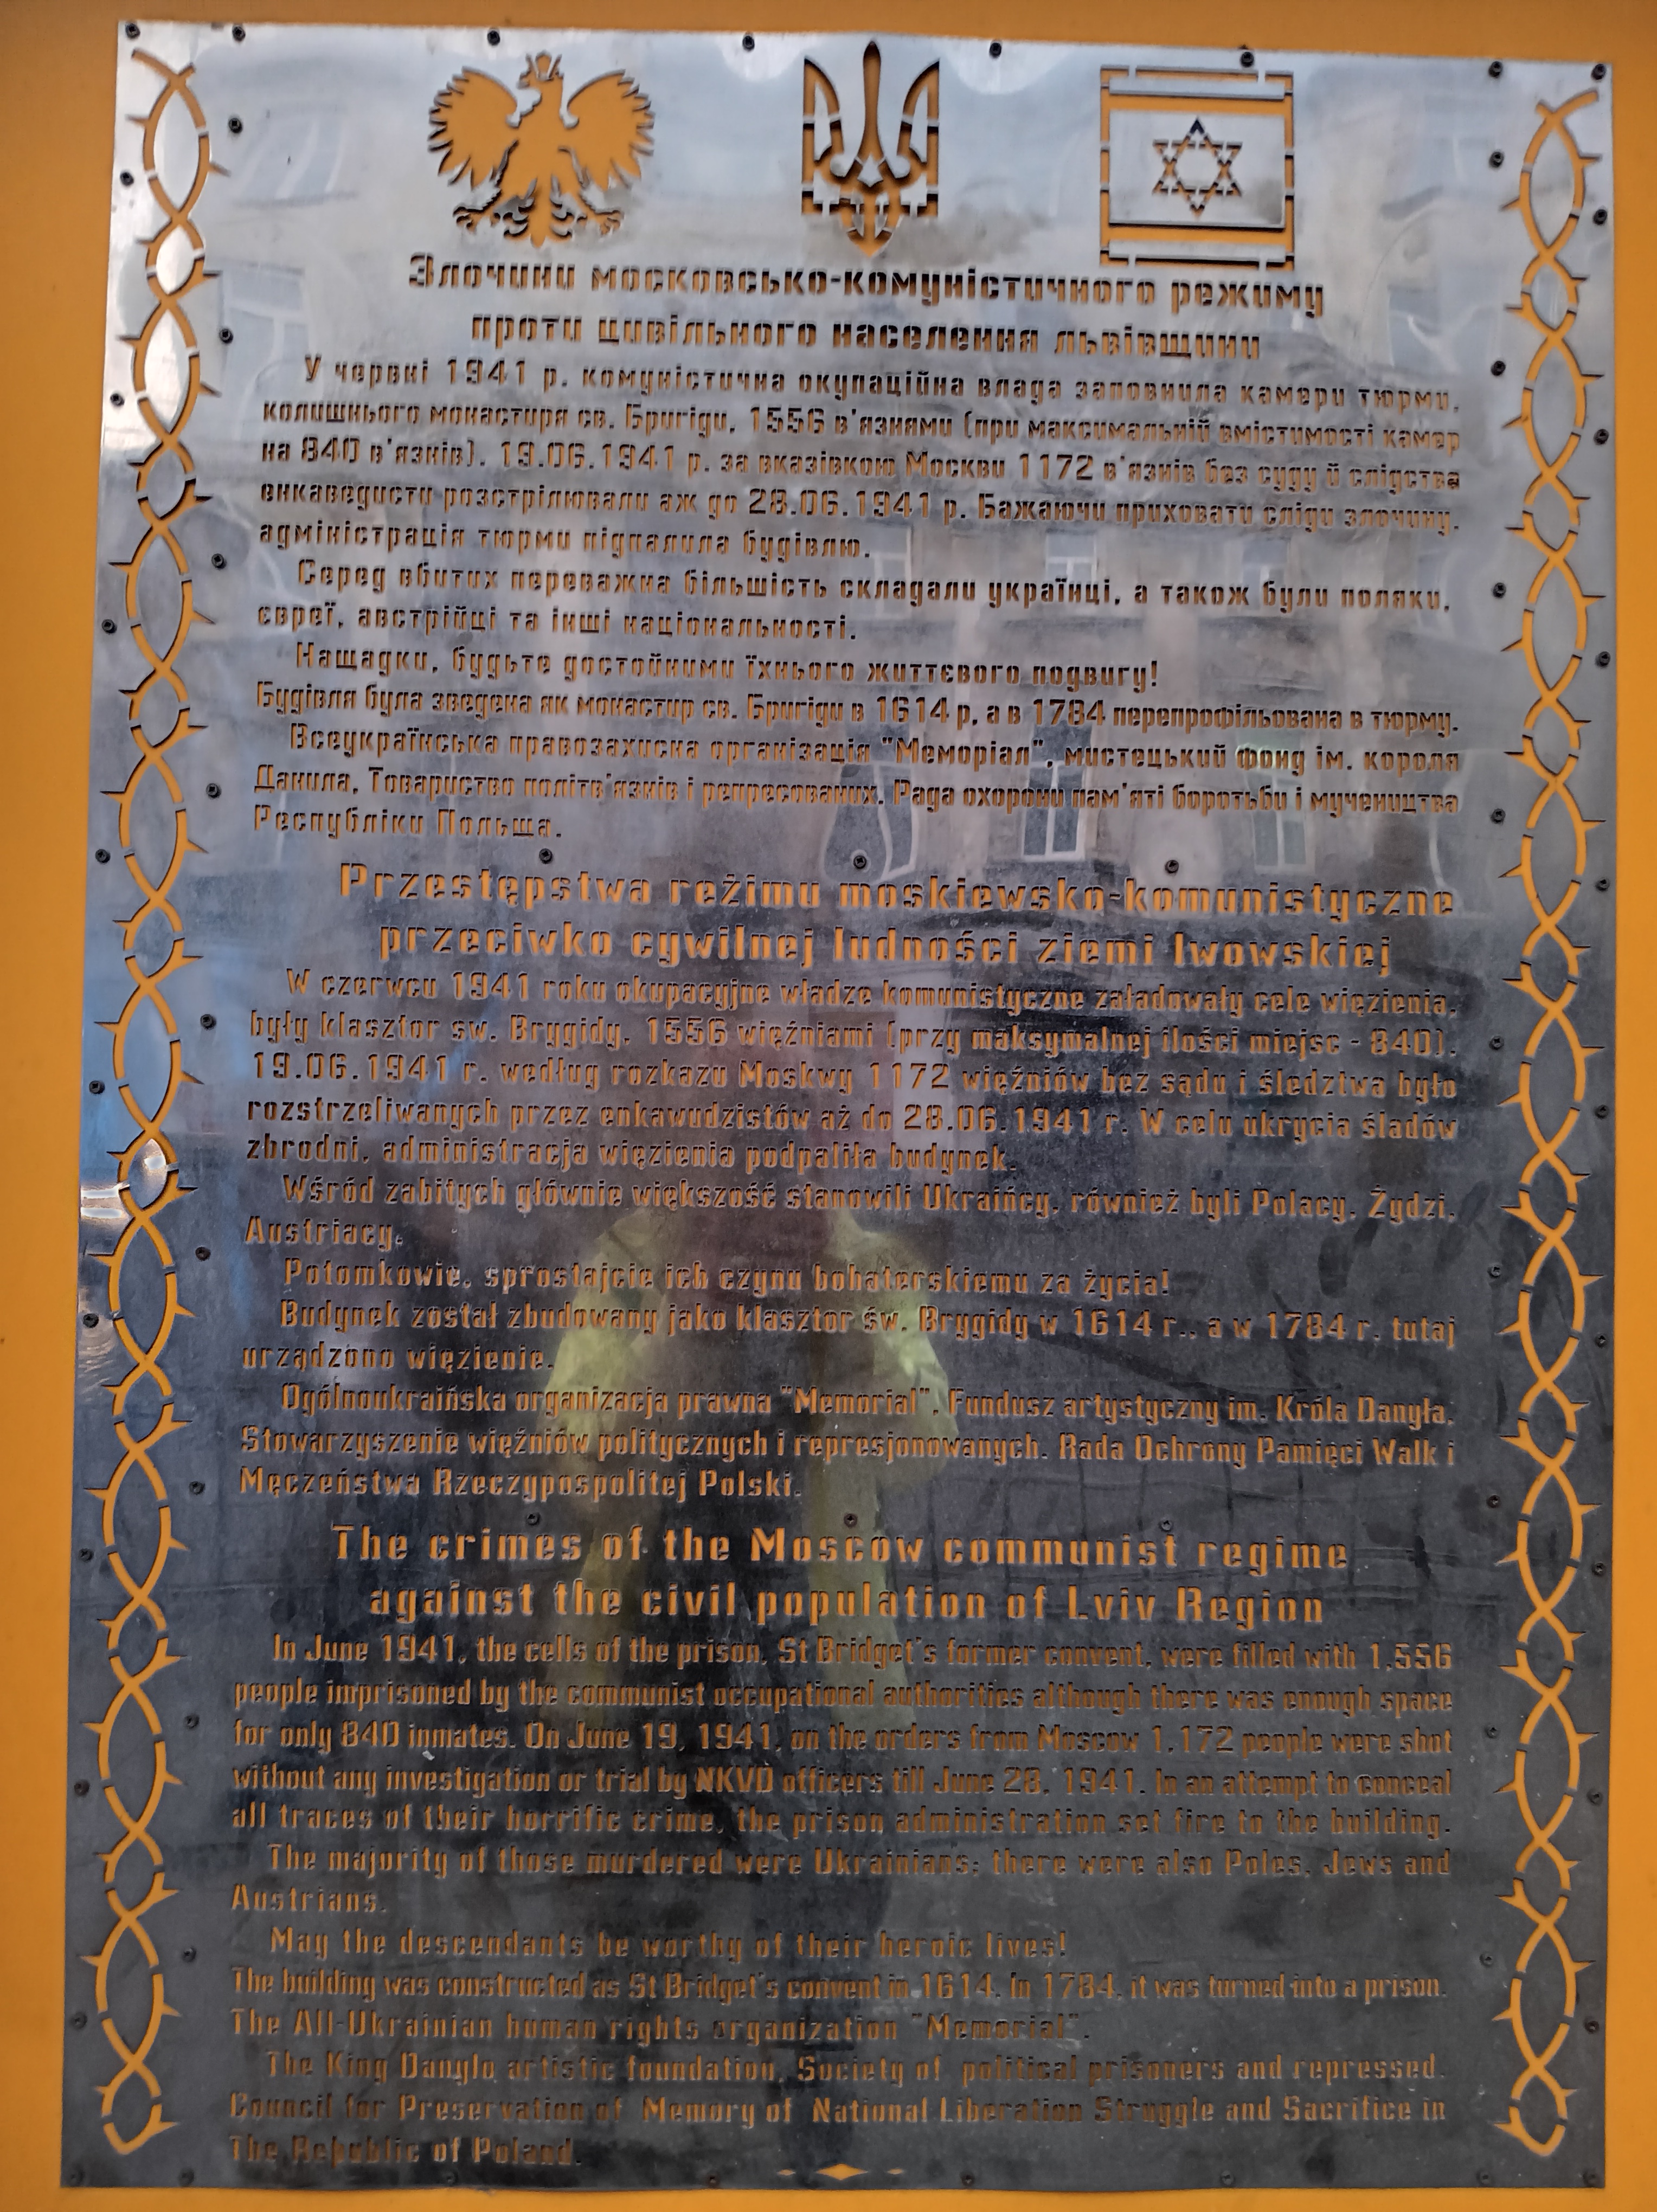 Злочини московсько-комуністичного режиму
проти цивільного населення львівщини
У червні 1941 р. комуністична окупаційна влада заповнила камери тюрми,
колишнього монастиря св. Бригіди, 1556 в'язнями (при максимальній вмістимості камер
на 840 в'язнів). 19.06.1941 р. за вказівкою Москви 1172 в'язнів без суду й слідства
енкаведисти розстрілювали аж до 28.06.1941 р. Бажаючи приховати сліди злочину,
адміністрація тюрми підпалила будівлю.
Серед вбитих переважна більшість складали українці, а також були поляки,
євреї, австрійці та інші національності.
Нащадки, будьте достойними їхнього життєвого подвигу!
Будівля була зведена як монастир св. Бригіди в 1614 р, а в 1784 перепрофільована в тюрму.
Всеукраїнська правозахисна організація "Меморіал", мистецький фонд ім. короля
Данила, Товариство політв'язнів і репресованих, Рада охорони пам'яті боротьби і мучеництва
Республіки Польща.
Przestępstwa reżimu moskiewsko-komunistyczne
przeciwko cywilnej ludności ziemi lwowskiej
W czerwcu 1941 roku okupacyjne władze komunistyczne załadowały cele więzienia,
były klasztor św. Brygidy, 1556 więźniami (przy maksymalnej ilości miejsc - 840).
19.06.1941 r. według rozkazu Moskwy 1172 więźniów bez sądu i śledztwa było
rozstrzeliwanych przez enkawudzistów aż do 28.06.1941 r. W celu ukrycia śladów
zbrodni, administracja więzienia podpaliła budynek.
Wśród zabitych głównie większość stanowili Ukraińcy, również byli Polacy, Żydzi,
Austriacy.
Potomkowie, sprostajcie ich czynu bohaterskiemu za życia!
Budynek został zbudowany jako klasztor św. Brygidy w 1614 r., a w 1784 r. tutaj
urządzono więzienie.
Ogólnoukraińska organizacja prawna "Memorial", Fundusz artystyczny im. Króla Danyła,
Stowarzyszenie więźniów politycznych i represjonowanych, Rada Ochrony Pamięci Walk i
Męczeństwa Rzeczypospolitej Polski.
The crimes of the Moscow communist regime
against the civil population of Lviv Region
In June 1941, the cells of the prison, St Bridget's former convent, were filled with 1,556
people imprisoned by the communist occupational authorities although there was enough space
for only 840 inmates. On June 19, 1941, on the orders from Moscow 1,172 people were shot
without any investigation or trial by NKVD officers till June 28, 1941. In an attempt to conceal
all traces of their horrific crime, the prison administration set fire to the building.
The majority of those murdered were Ukrainians; there were also Poles, Jews and
Austrians.
May the descendants be worthy of their heroic lives!
The building was constructed as St Bridget's convent in 1614. In 1784, it was turned into a prison.
The All-Ukrainian human rights organization "Memorial",
The King Danylo artistic foundation, Society of political prisoners and repressed,
Council for Preservation of Memory of National Liberation Struggle and Sacrifice in
The Republic of Poland.